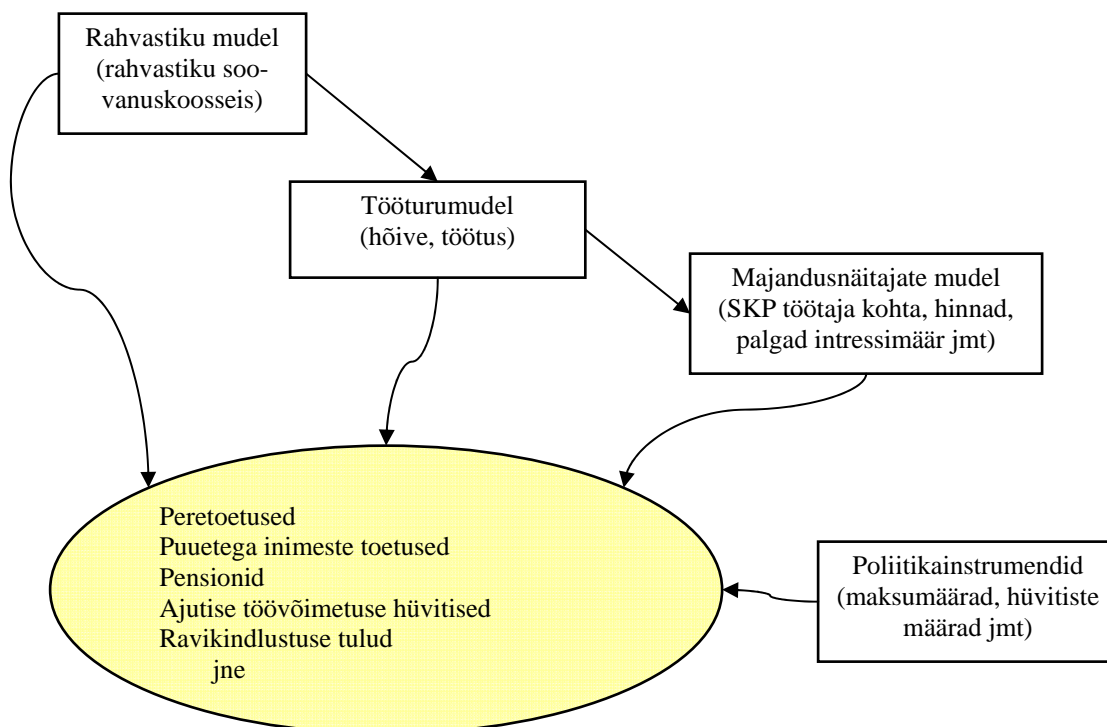 Rahvastiku mudel
(rahvastiku soo-
vanuskoosseis)
Tööturumudel
(hõive, töötus)
Majandusnäitajate mudel
(SKP töötaja kohta, hinnad,
palgad intressimäär jmt)
Peretoetused
Puuetega inimeste toetused
Pensionid
Ajutise töövõimetuse hüvitised
Ravikindlustuse tulud
jne
Poliitikainstrumendid
(maksumäärad, hüvitiste
määrad jmt)